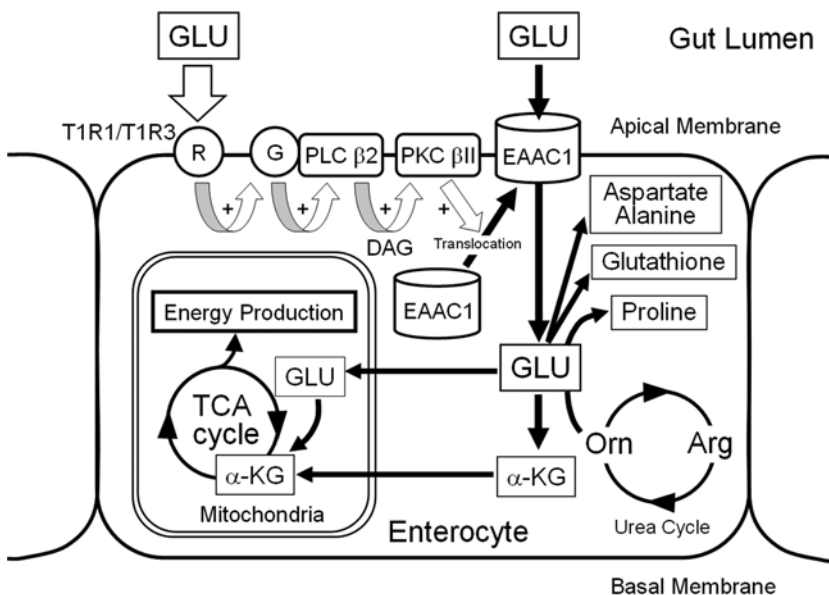 GLU
GLU
Gut Lumen
T1R1/T1R3
Apical Membrane
R
G
PLC β2
PKC βII
EAAC1
+
+
+
+
DAG
Translocation
EAAC1
Aspartate
Alanine
Glutathione
Proline
Energy Production
GLU
GLU
TCA
cycle
α-KG
α-KG
Orn
Arg
Mitochondria
Enterocyte
Urea Cycle
Basal Membrane